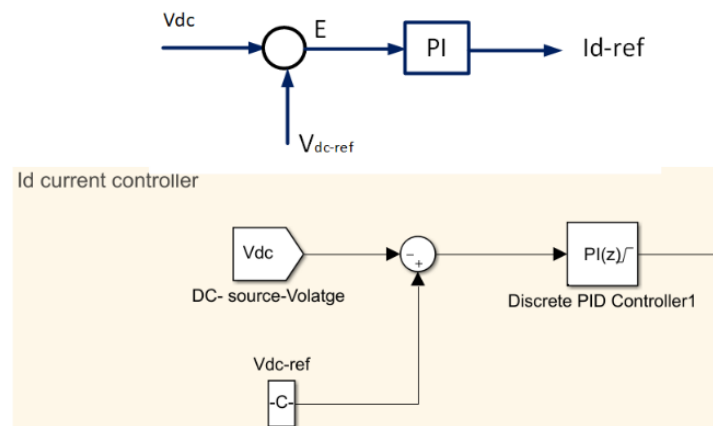 Vdc
E
PI
Id-ref
Vdc-ref
Id current controller
Vdc
-
+
PI(z)
DC- source-Volatge
Discrete PID Controller1
Vdc-ref
-C-